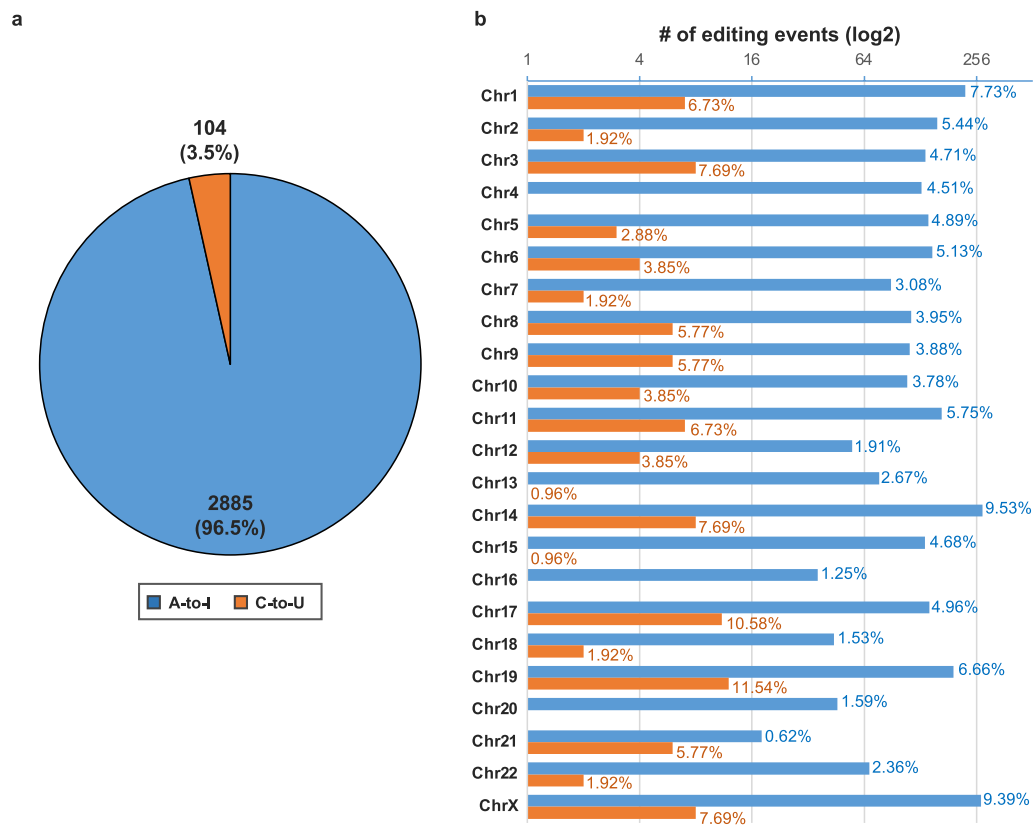 a
104
(3.5%)
2885
(96.5%)
A-to-I C-to-U
b
# of editing events (log2)
1 4 16 64 256
Chr1 7.73%
6.73%
Chr2 5.44%
1.92%
Chr3 4.71%
7.69%
Chr4 4.51%
Chr5 4.89%
2.88%
Chr6 5.13%
3.85%
Chr7 3.08%
1.92%
Chr8 3.95%
5.77%
Chr9 3.88%
5.77%
Chr10 3.78%
3.85%
Chr11 5.75%
6.73%
Chr12 1.91%
3.85%
Chr13 2.67%
0.96%
Chr14 9.53%
7.69%
Chr15 4.68%
0.96%
Chr16 1.25%
Chr17 4.96%
10.58%
Chr18 1.53%
1.92%
Chr19 6.66%
11.54%
Chr20 1.59%
Chr21 0.62%
5.77%
Chr22 2.36%
1.92%
ChrX 9.39%
7.69%